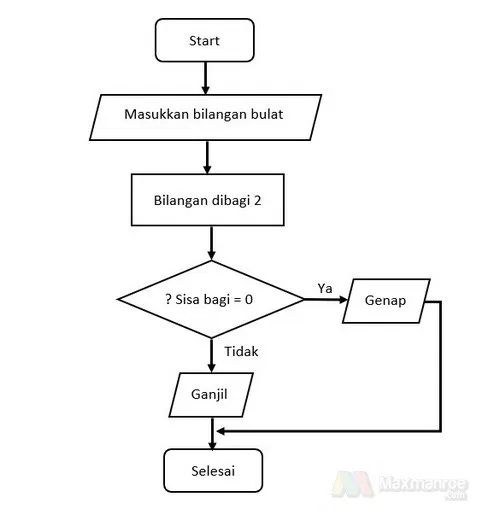 Start
Masukkan bilangan bulat
Bilangan dibagi 2
? Sisa bagi = 0
Ya
Genap
Tidak
Ganjil
Selesai
Maxmanroe
.com